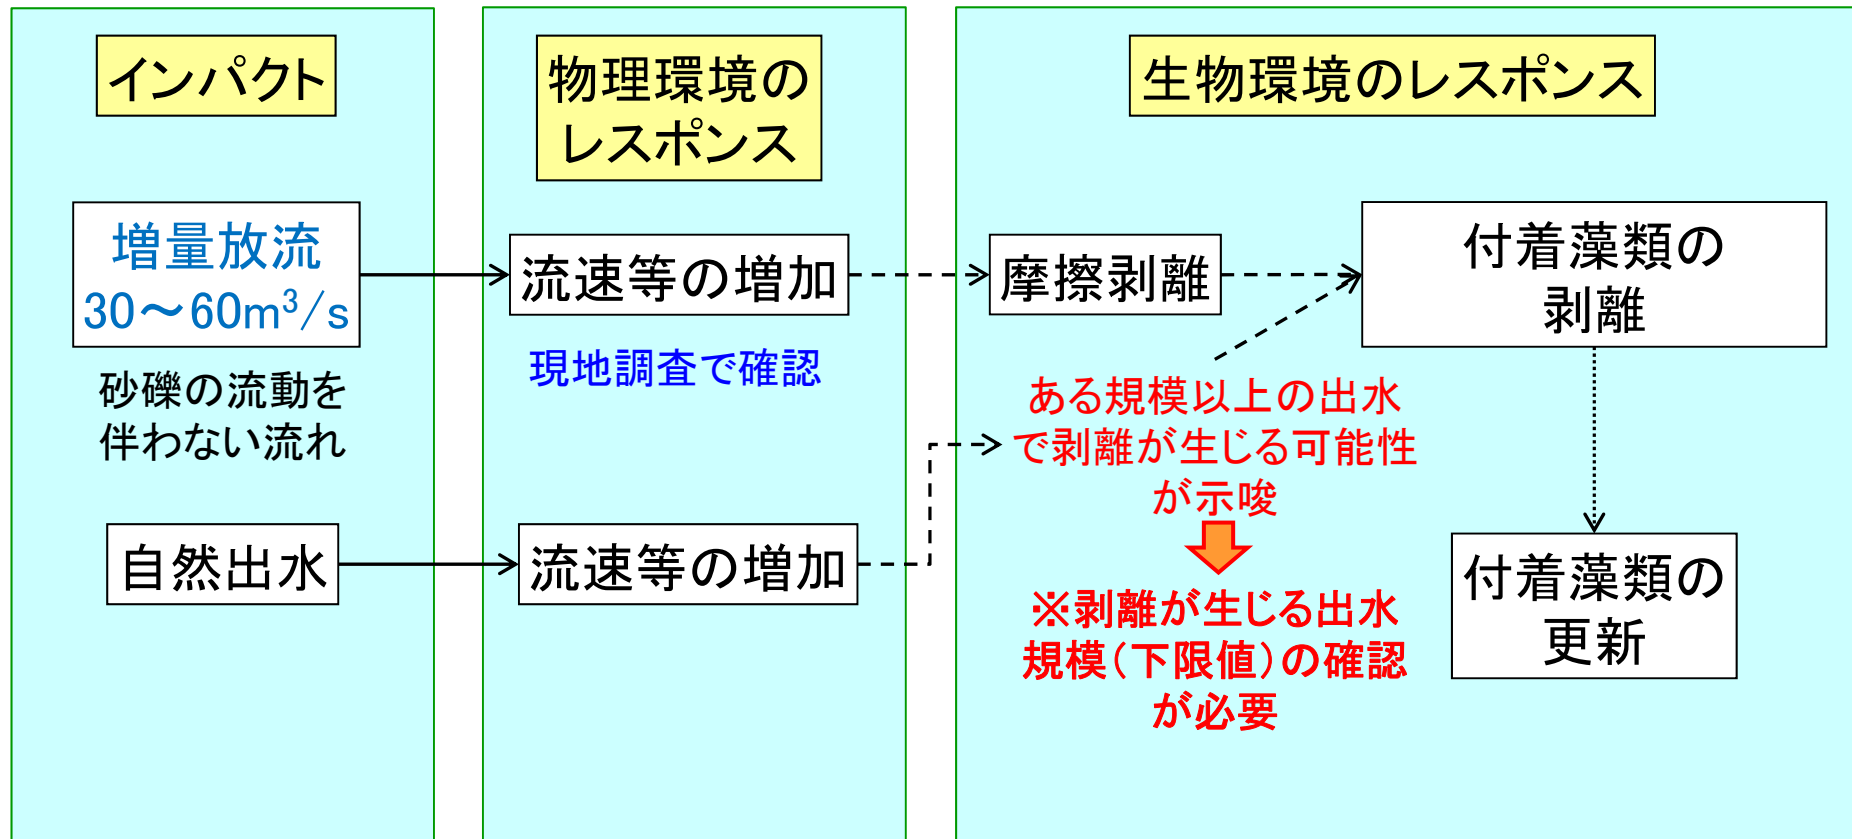 インパクト
物理環境の
レスポンス
生物環境のレスポンス
増量放流
30～60m³/s
砂礫の流動を
伴わない流れ
流速等の増加
現地調査で確認
摩擦剥離
付着藻類の
剥離
ある規模以上の出水
で剥離が生じる可能性
が示唆
自然出水
流速等の増加
※剥離が生じる出水
規模(下限値)の確認
が必要
付着藻類の
更新